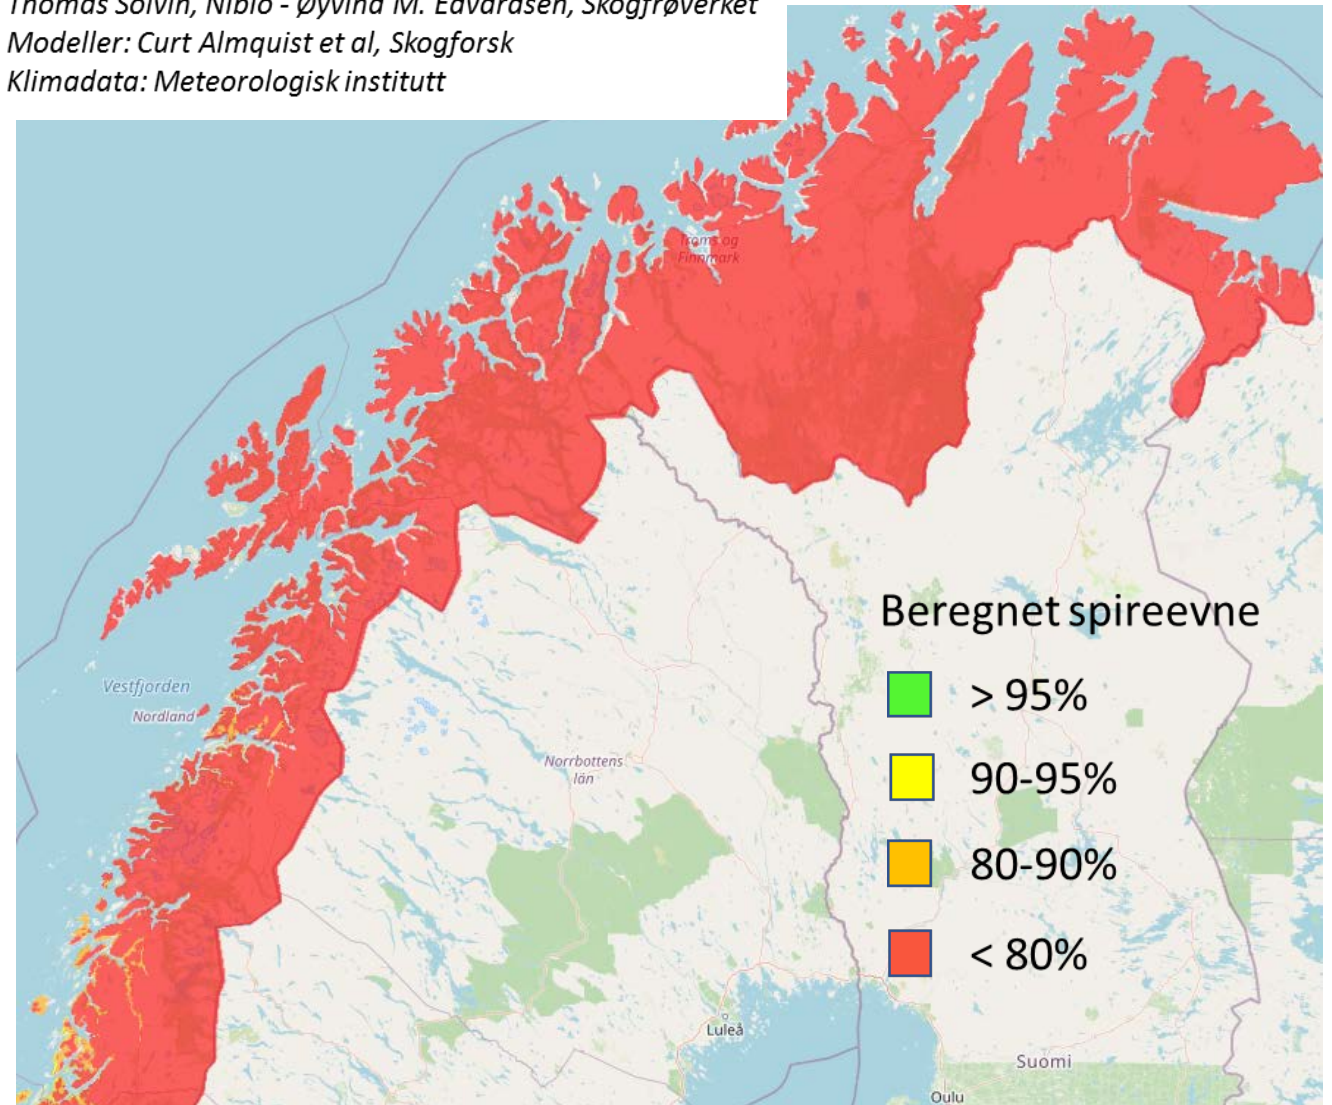 Thomas Solvin, Nibio - Øyvind M. Edvardsen, Skogfrøverket
Modeller: Curt Almquist et al, Skogforsk
Klimadata: Meteorologisk institutt
Troms og
Finnmark
Beregnet spireevne
Vestfjorden
Nordland
> 95%
Norrbottens
län
90-95%
80-90%
< 80%
Luleå
Suomi
Oulu